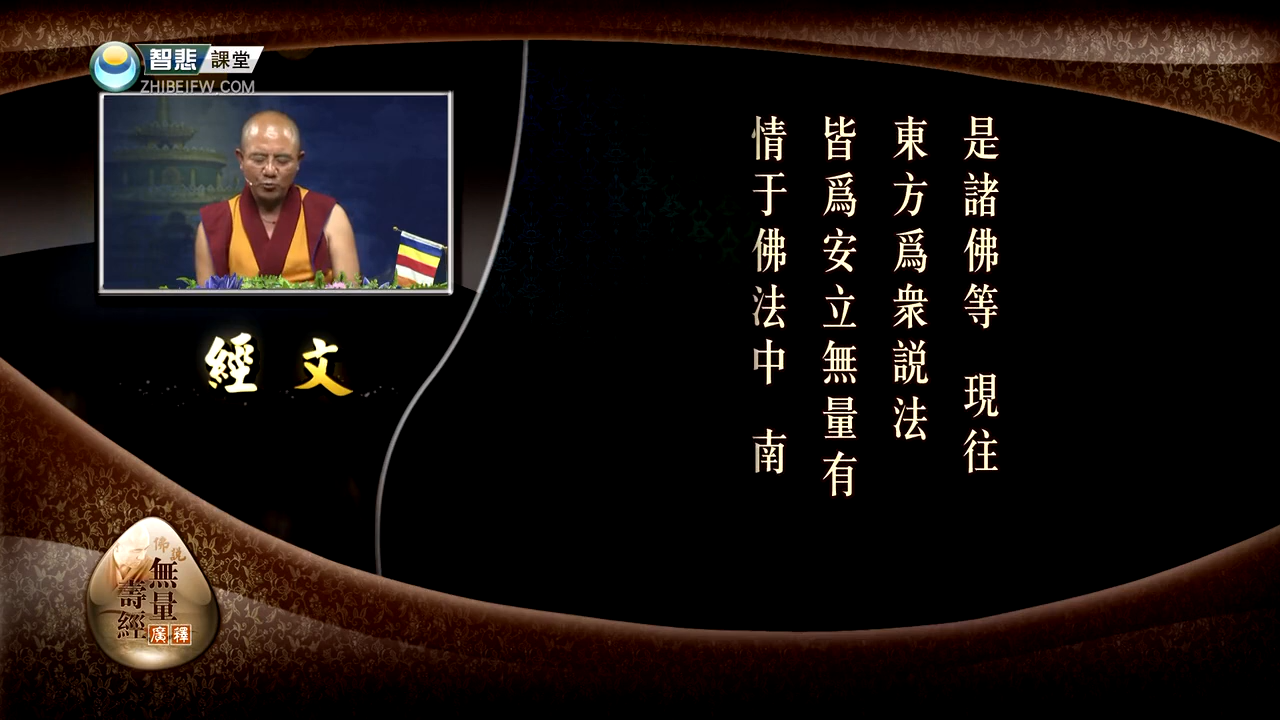 智悲 課堂
ZHIBEIFW.COM
是諸佛等 現往
東方爲衆説法
皆爲安立無量有
情于佛法中 南
經文
佛說
無量
壽經
廣釋